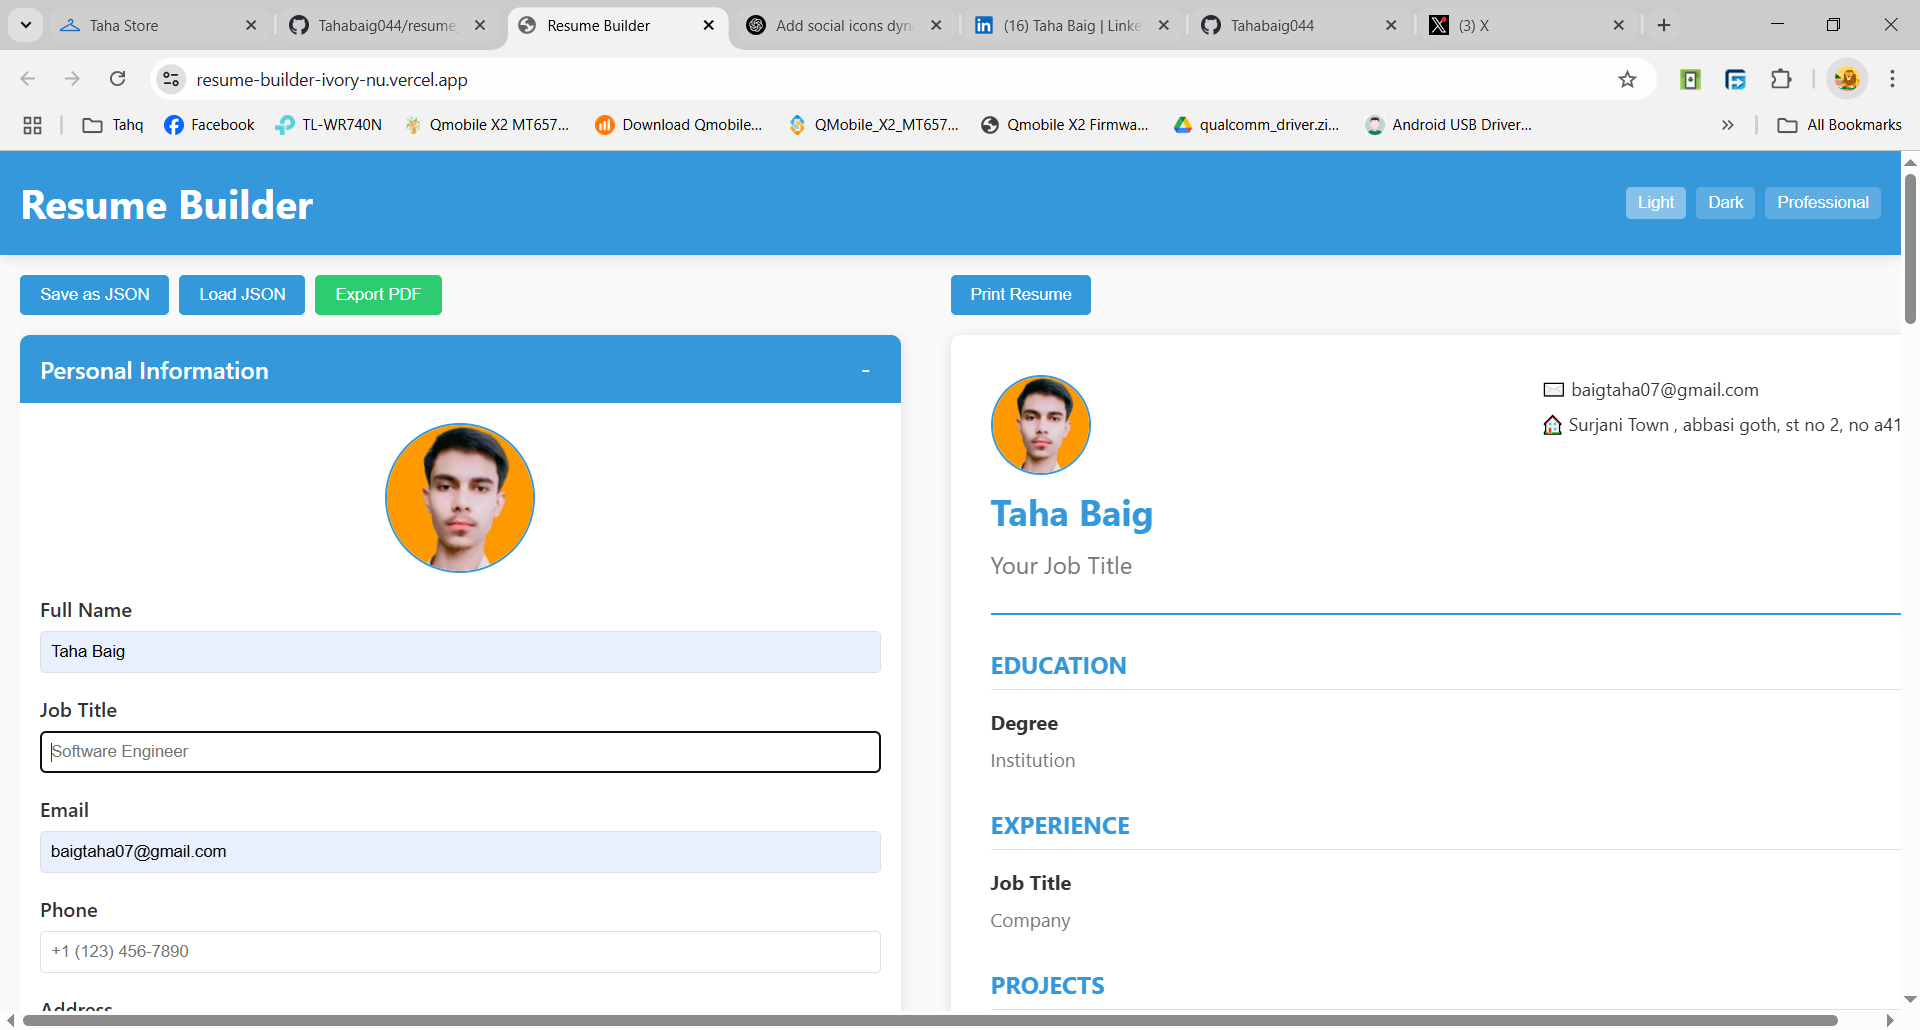 Taha Store
Tahabaig044/resume_
Resume Builder
Add social icons dyna
(16) Taha Baig | Linke
Tahabaig044
(3) X
resume-builder-ivory-nu.vercel.app
Tahq
Facebook
TL-WR740N
Qmobile X2 MT657...
Download Qmobile...
QMobile_X2_MT657...
Qmobile X2 Firmwa...
qualcomm_driver.zi...
Android USB Driver...
All Bookmarks
Resume Builder
Light
Dark
Professional
Save as JSON
Load JSON
Export PDF
Print Resume
Personal Information
-
Full Name
Taha Baig
Job Title
Software Engineer
Email
baigtaha07@gmail.com
Phone
+1 (123) 456-7890
Address
baigtaha07@gmail.com
Surjani Town , abbasi goth, st no 2, no a41
Taha Baig
Your Job Title
EDUCATION
Degree
Institution
EXPERIENCE
Job Title
Company
PROJECTS